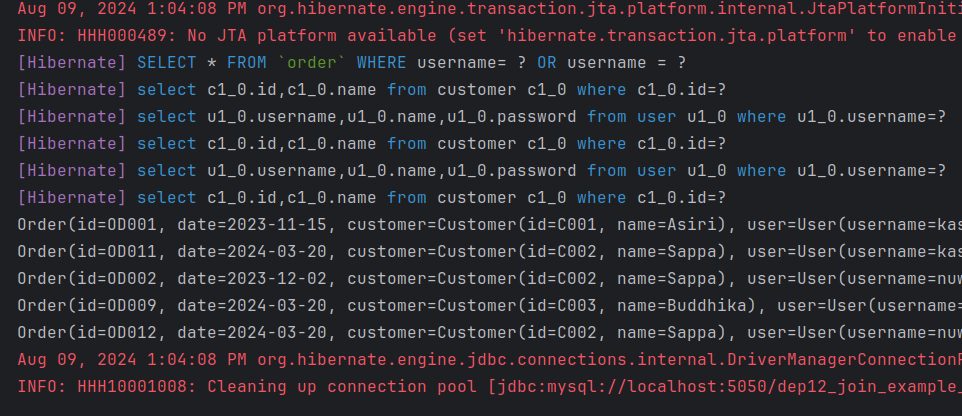 Aug 09, 2024 1:04:08 PM org.hibernate.engine.transaction.jta.platform.internal.JtaPlatformIniti
INFO: HHH000489: No JTA platform available (set 'hibernate.transaction.jta.platform' to enable
[Hibernate] SELECT * FROM `order` WHERE username= ? OR username = ?
[Hibernate] select c1_0.id,c1_0.name from customer c1_0 where c1_0.id=?
[Hibernate] select u1_0.username,u1_0.name,u1_0.password from user u1_0 where u1_0.username=?
[Hibernate] select c1_0.id,c1_0.name from customer c1_0 where c1_0.id=?
[Hibernate] select u1_0.username,u1_0.name,u1_0.password from user u1_0 where u1_0.username=?
[Hibernate] select c1_0.id,c1_0.name from customer c1_0 where c1_0.id=?
Order(id=OD001, date=2023-11-15, customer=Customer(id=C001, name=Asiri), user=User(username=kas
Order(id=OD011, date=2024-03-20, customer=Customer(id=C002, name=Sappa), user=User(username=kas
Order(id=OD002, date=2023-12-02, customer=Customer(id=C002, name=Sappa), user=User(username=nuw
Order(id=OD009, date=2024-03-20, customer=Customer(id=C003, name=Buddhika), user=User(username=
Order(id=OD012, date=2024-03-20, customer=Customer(id=C002, name=Sappa), user=User(username=nuw
Aug 09, 2024 1:04:08 PM org.hibernate.engine.jdbc.connections.internal.DriverManagerConnectionP
INFO: HHH10001008: Cleaning up connection pool [jdbc:mysql://localhost:5050/dep12_join_example_